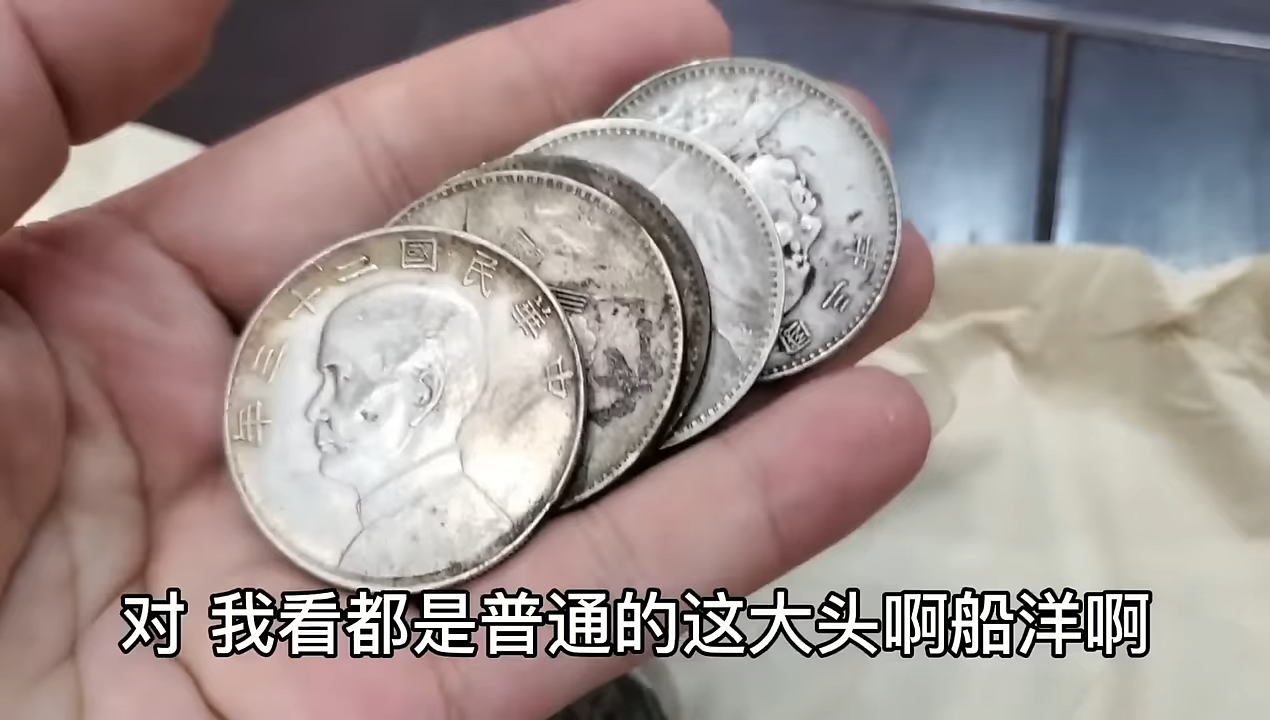 年三十二國民華中
对 我看都是普通的这大头啊船洋啊